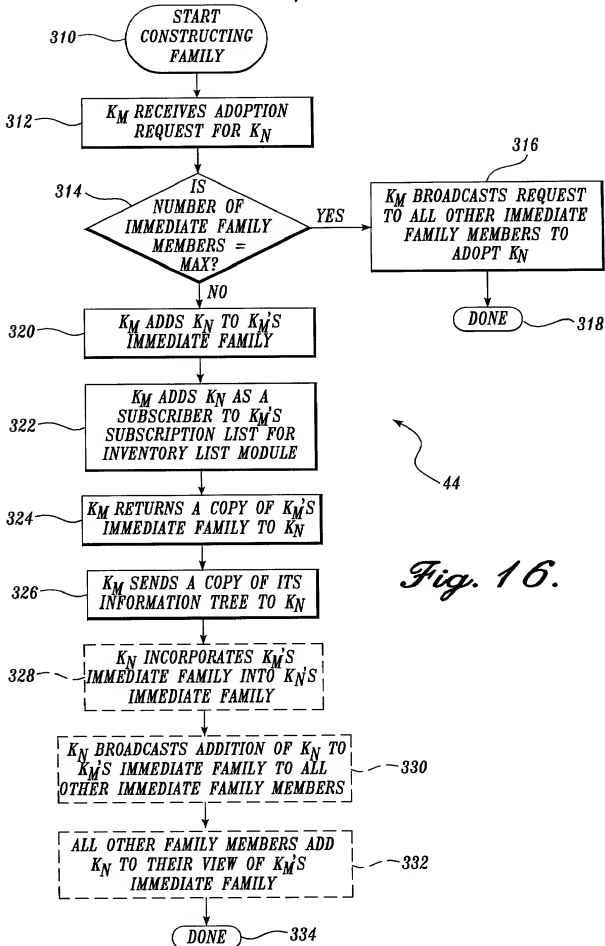 310
START
CONSTRUCTING
FAMILY
312
K_M RECEIVES ADOPTION
REQUEST FOR K_N
314
IS
NUMBER OF
IMMEDIATE FAMILY
MEMBERS =
MAX?
YES
NO
316
K_M BROADCASTS REQUEST
TO ALL OTHER IMMEDIATE
FAMILY MEMBERS TO
ADOPT K_N
DONE
318
320
K_M ADDS K_N TO K_M'S
IMMEDIATE FAMILY
322
K_M ADDS K_N AS A
SUBSCRIBER TO K_M'S
SUBSCRIPTION LIST FOR
INVENTORY LIST MODULE
44
324
K_M RETURNS A COPY OF K_M'S
IMMEDIATE FAMILY TO K_N
326
K_M SENDS A COPY OF ITS
INFORMATION TREE TO K_N
Fig. 16.
328
K_N INCORPORATES K_M'S
IMMEDIATE FAMILY INTO K_N'S
IMMEDIATE FAMILY
K_N BROADCASTS ADDITION OF K_N TO
K_M'S IMMEDIATE FAMILY TO ALL
OTHER IMMEDIATE FAMILY MEMBERS
330
ALL OTHER FAMILY MEMBERS ADD
K_N TO THEIR VIEW OF K_M'S
IMMEDIATE FAMILY
332
DONE
334